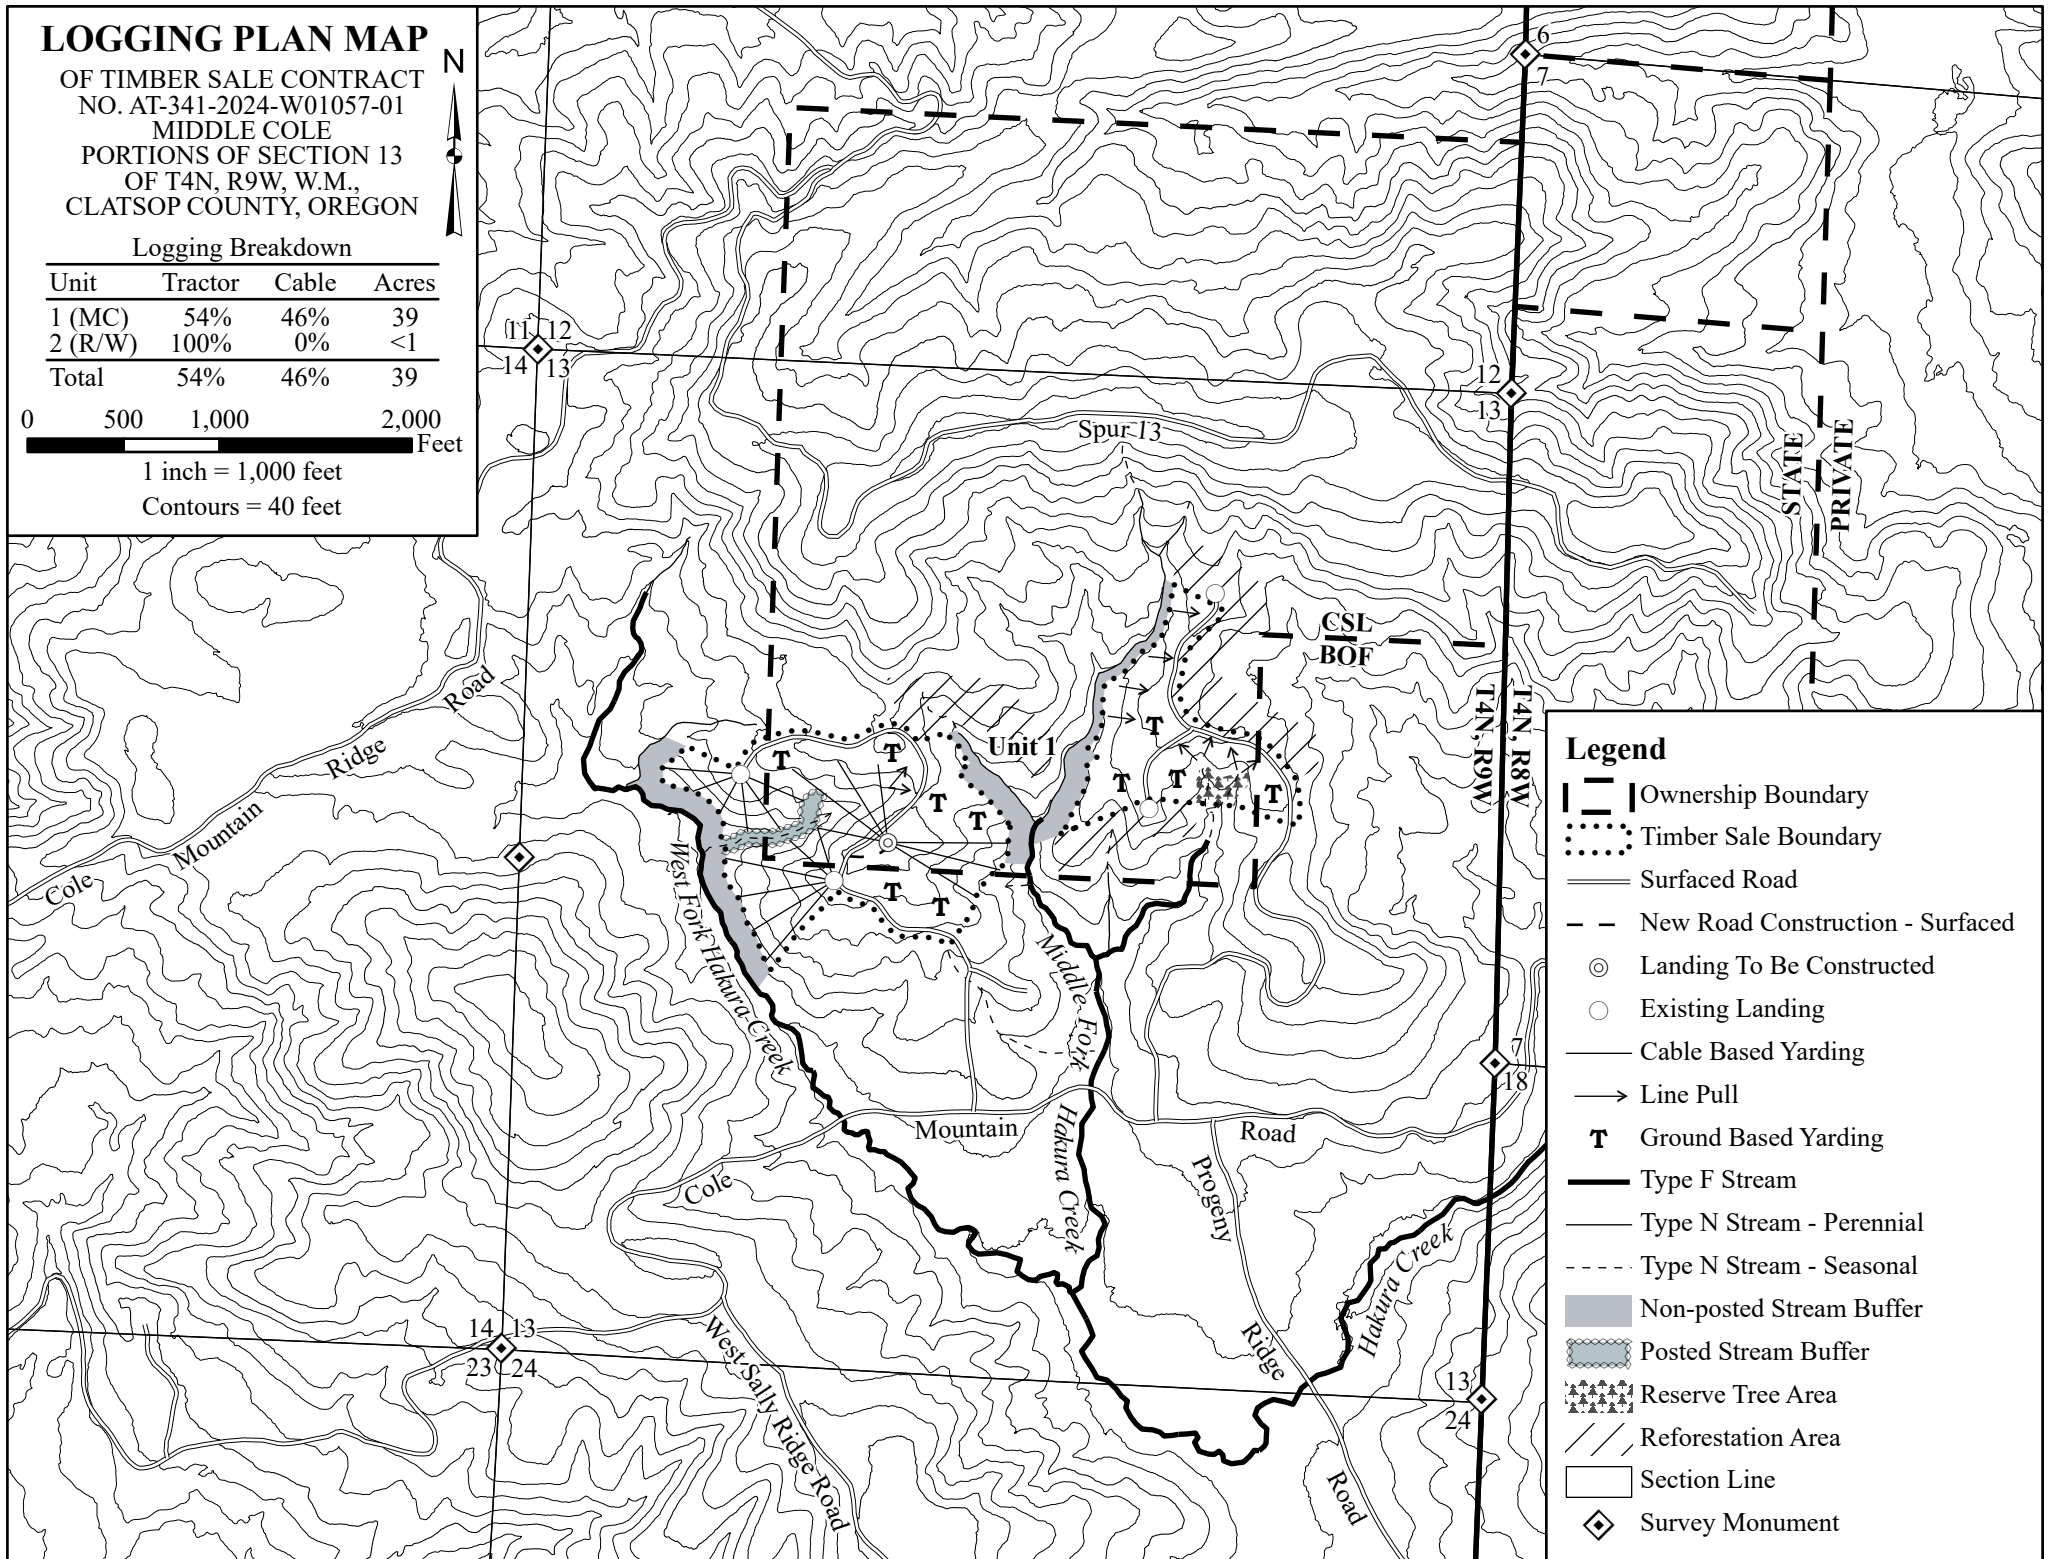 LOGGING PLAN MAP
OF TIMBER SALE CONTRACT
NO. AT-341-2024-W01057-01
MIDDLE COLE
PORTIONS OF SECTION 13
OF T4N, R9W, W.M.,
CLATSOP COUNTY, OREGON
N
Logging Breakdown
Unit Tractor Cable Acres
1 (MC) 54% 46% 39
2 (R/W) 100% 0% <1
Total 54% 46% 39
0 500 1,000 2,000
Feet
1 inch = 1,000 feet
Contours = 40 feet
6
7
11 12
14 13
12
13
Spur 13
STATE
PRIVATE
CSL
BOF
T4N, R9W
T4N, R8W
Cole Mountain Ridge Road
Unit 1
T
T
T
T
T
T
T
T
T
T
T
West Fork Hakura Creek
Middle Fork Hakura Creek
7
18
Cole Mountain Road
Progeny Ridge Road
Hakura Creek
West Sally Ridge Road
14 13
23 24
13
24
Legend
Ownership Boundary
Timber Sale Boundary
Surfaced Road
New Road Construction - Surfaced
Landing To Be Constructed
Existing Landing
Cable Based Yarding
Line Pull
T Ground Based Yarding
Type F Stream
Type N Stream - Perennial
Type N Stream - Seasonal
Non-posted Stream Buffer
Posted Stream Buffer
Reserve Tree Area
Reforestation Area
Section Line
Survey Monument